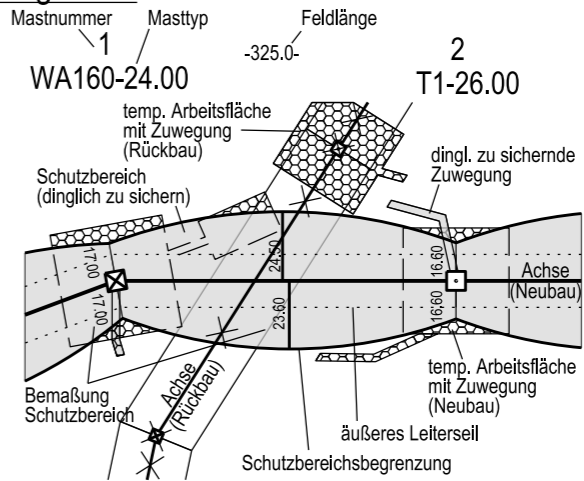 Mastnummer
Masttyp
Feldlänge
1
WA160-24.00
-325.0-
2
T1-26.00
temp. Arbeitsfläche
mit Zuwegung
(Rückbau)
dingl. zu sichernde
Zuwegung
Schutzbereich
(dinglich zu sichern)
17.00
17.00
24.50
23.60
16.60
16.60
Achse
(Neubau)
Achse
(Rückbau)
Bemaßung
Schutzbereich
temp. Arbeitsfläche
mit Zuwegung
(Neubau)
äußeres Leiterseil
Schutzbereichsbegrenzung